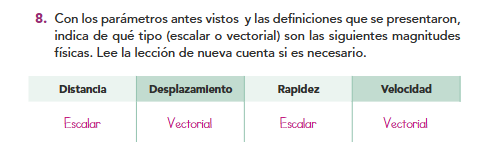 8. Con los parámetros antes vistos y las definiciones que se presentaron,
indica de qué tipo (escalar o vectorial) son las siguientes magnitudes
físicas. Lee la lección de nueva cuenta si es necesario.
Distancia Desplazamiento Rapidez Velocidad
Escalar Vectorial Escalar Vectorial